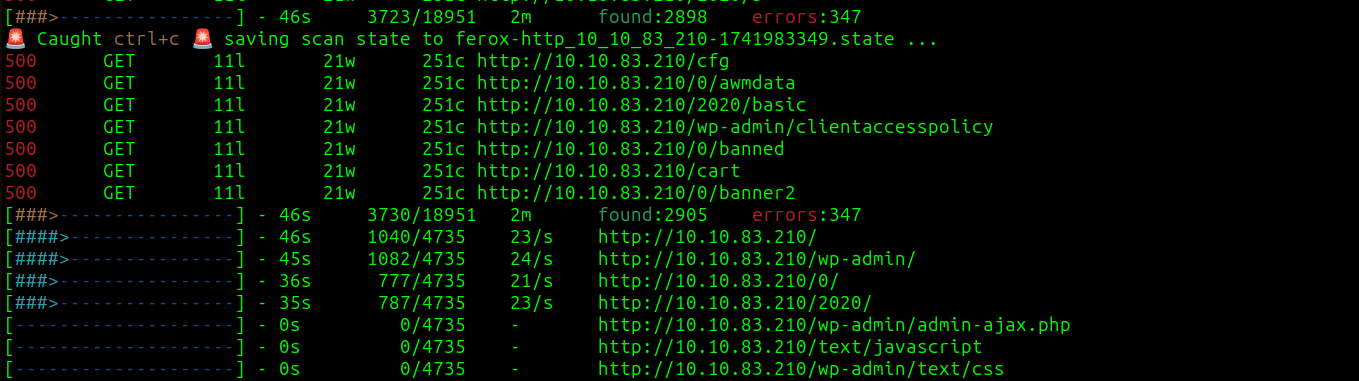 [###>----------------] - 46s 3723/18951 2m found:2898 errors:347
🚨 Caught ctrl+c 🚨 saving scan state to ferox-http_10_10_83_210-1741983349.state ...
500 GET 11l 21w 251c http://10.10.83.210/cfg
500 GET 11l 21w 251c http://10.10.83.210/0/awmdata
500 GET 11l 21w 251c http://10.10.83.210/2020/basic
500 GET 11l 21w 251c http://10.10.83.210/wp-admin/clientaccesspolicy
500 GET 11l 21w 251c http://10.10.83.210/0/banned
500 GET 11l 21w 251c http://10.10.83.210/cart
500 GET 11l 21w 251c http://10.10.83.210/0/banner2
[###>----------------] - 46s 3730/18951 2m found:2905 errors:347
[####>---------------] - 46s 1040/4735 23/s http://10.10.83.210/
[####>---------------] - 45s 1082/4735 24/s http://10.10.83.210/wp-admin/
[###>----------------] - 36s 777/4735 21/s http://10.10.83.210/0/
[###>----------------] - 35s 787/4735 23/s http://10.10.83.210/2020/
[--------------------] - 0s 0/4735 - http://10.10.83.210/wp-admin/admin-ajax.php
[--------------------] - 0s 0/4735 - http://10.10.83.210/text/javascript
[--------------------] - 0s 0/4735 - http://10.10.83.210/wp-admin/text/css